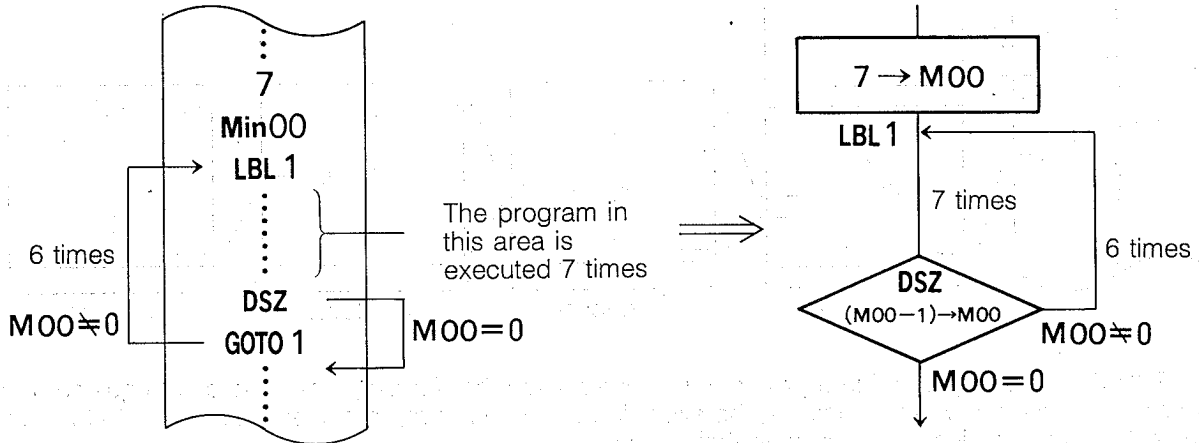 7
Min00
LBL 1
6 times
The program in
this area is
executed 7 times
DSZ
M00≠0
GOTO 1
M00=0
7 → M00
LBL 1
7 times
6 times
DSZ
(M00−1)→M00
M00≠0
M00=0